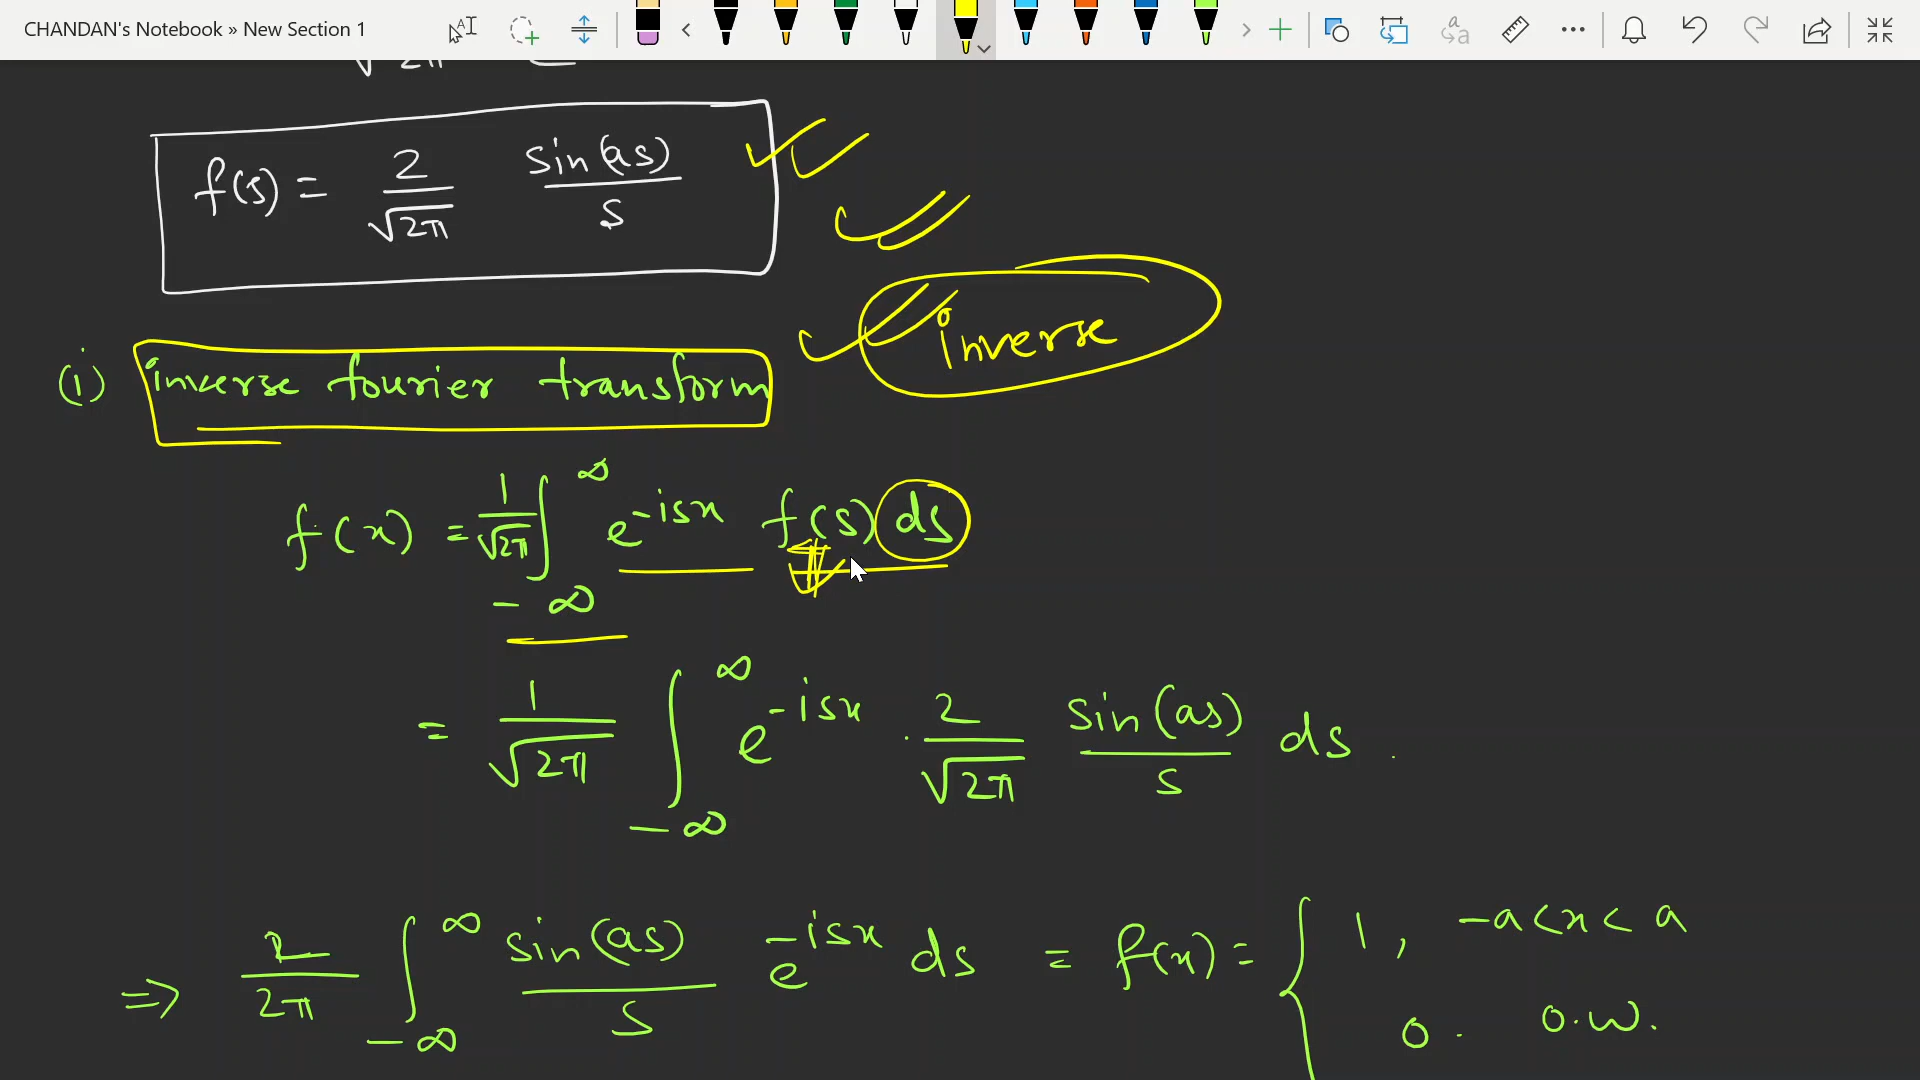 CHANDAN's Notebook » New Section 1
√2π
f(s) = 2/√2π sin(as)/s
inverse
(i) inverse fourier transform
f(x) = 1/√2π ∫_{-∞}^{∞} e^{-isx} f(s) ds
= 1/√2π ∫_{-∞}^{∞} e^{-isx} · 2/√2π sin(as)/s ds .
=> 2/2π ∫_{-∞}^{∞} sin(as)/s e^{-isx} ds = f(x) = { 1 , -a<x<a
0 . o.w.